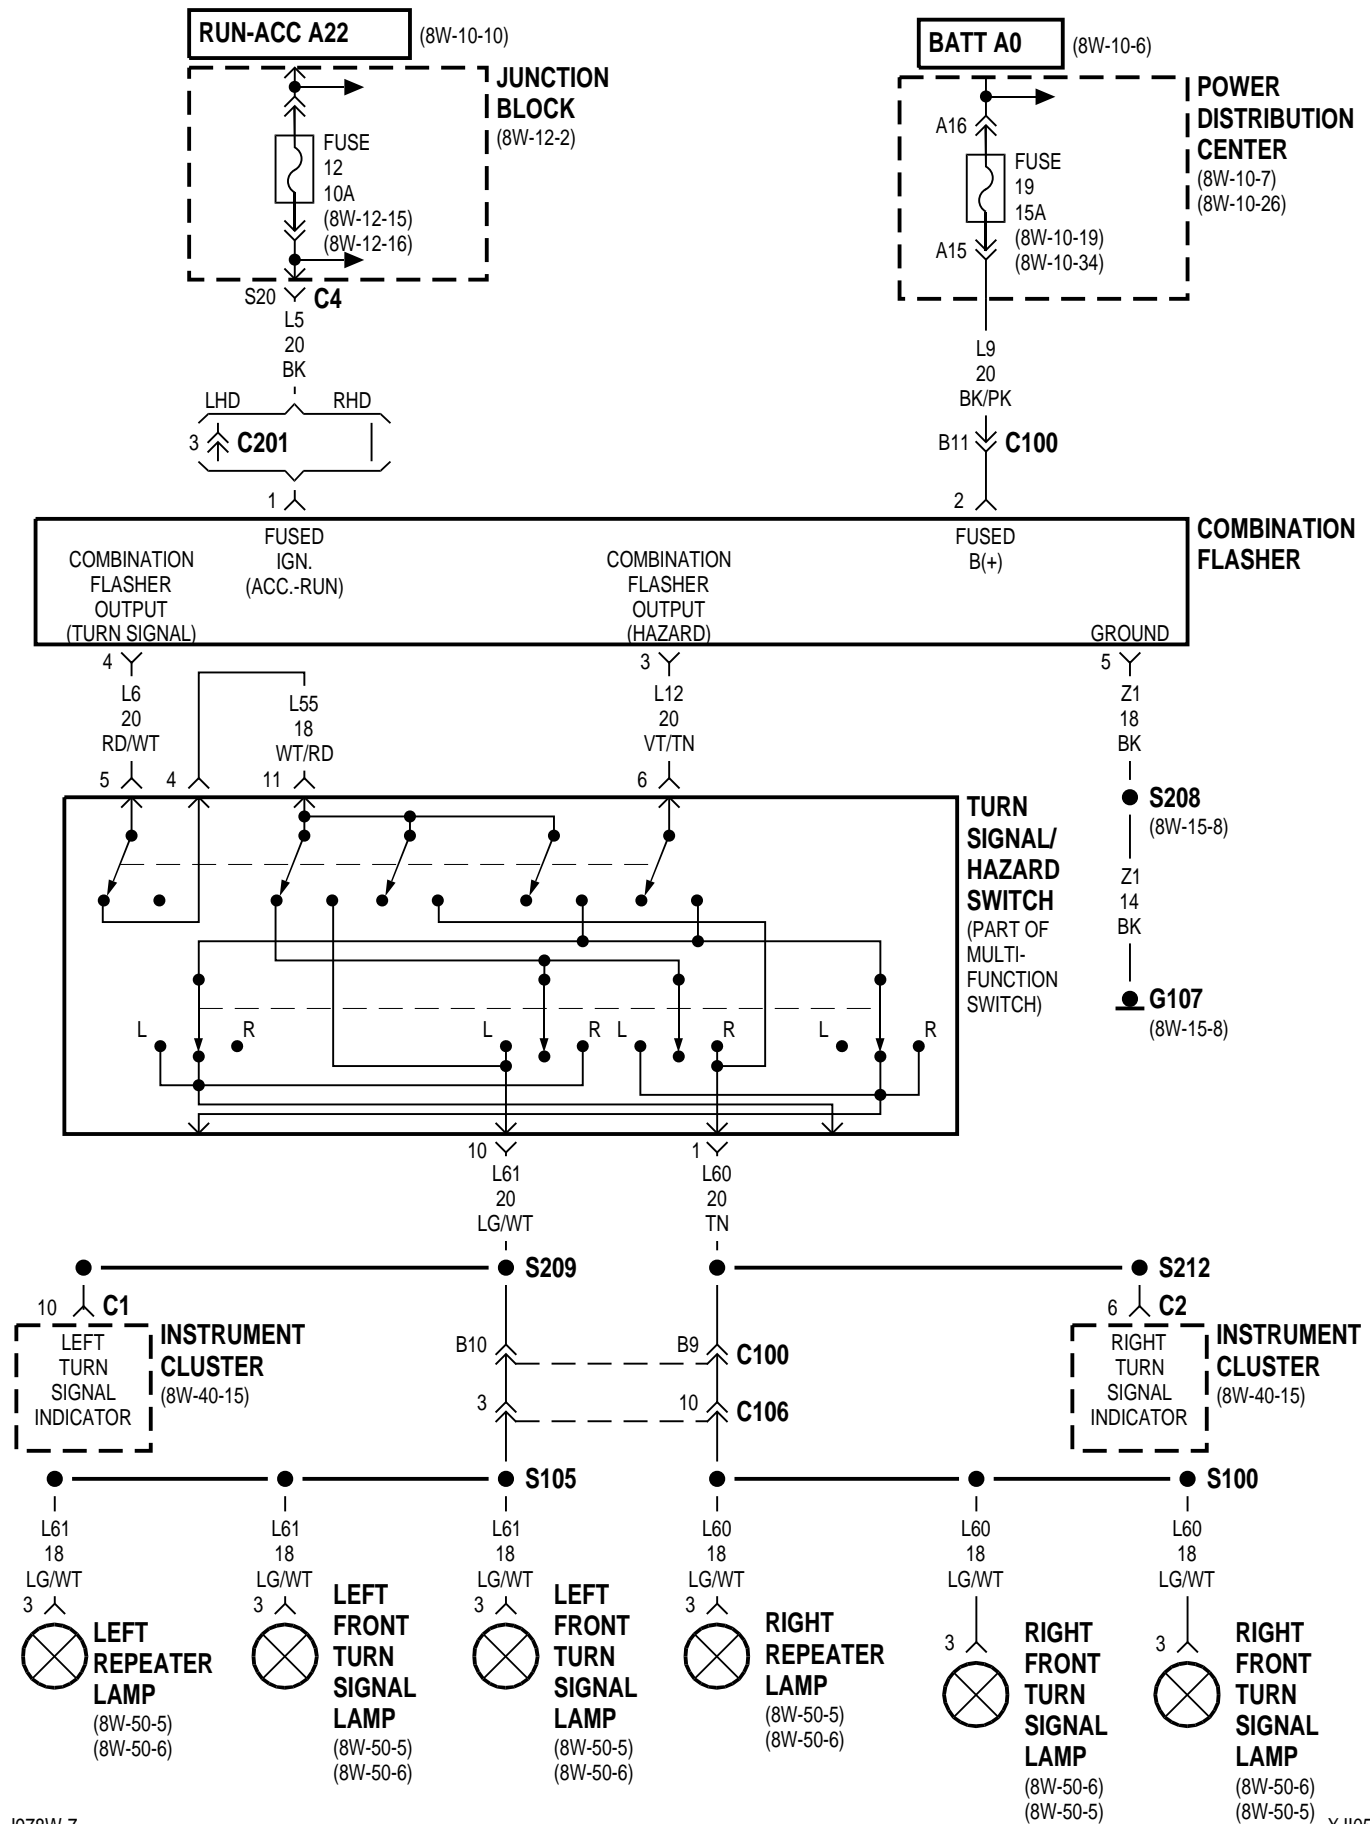 RUN-ACC A22
(8W-10-10)
BATT A0
(8W-10-6)
JUNCTION
BLOCK
(8W-12-2)
FUSE
12
10A
(8W-12-15)
(8W-12-16)
S20
C4
L5
20
BK
LHD
RHD
3
C201
1
POWER
DISTRIBUTION
CENTER
(8W-10-7)
(8W-10-26)
A16
FUSE
19
15A
(8W-10-19)
(8W-10-34)
A15
L9
20
BK/PK
B11
C100
2
COMBINATION
FLASHER
COMBINATION
FLASHER
OUTPUT
(TURN SIGNAL)
FUSED
IGN.
(ACC.-RUN)
COMBINATION
FLASHER
OUTPUT
(HAZARD)
FUSED
B(+)
GROUND
4
L6
20
RD/WT
5
4
L55
18
WT/RD
11
3
L12
20
VT/TN
6
5
Z1
18
BK
S208
(8W-15-8)
Z1
14
BK
G107
(8W-15-8)
TURN
SIGNAL/
HAZARD
SWITCH
(PART OF
MULTI-
FUNCTION
SWITCH)
L
R
L
R
L
R
L
R
10
L61
20
LG/WT
1
L60
20
TN
S209
S212
10
C1
LEFT
TURN
SIGNAL
INDICATOR
INSTRUMENT
CLUSTER
(8W-40-15)
B10
B9
C100
3
10
C106
6
C2
RIGHT
TURN
SIGNAL
INDICATOR
INSTRUMENT
CLUSTER
(8W-40-15)
S105
S100
L61
18
LG/WT
3
LEFT
REPEATER
LAMP
(8W-50-5)
(8W-50-6)
L61
18
LG/WT
3
LEFT
FRONT
TURN
SIGNAL
LAMP
(8W-50-5)
(8W-50-6)
L61
18
LG/WT
3
LEFT
FRONT
TURN
SIGNAL
LAMP
(8W-50-5)
(8W-50-6)
L60
18
LG/WT
3
RIGHT
REPEATER
LAMP
(8W-50-5)
(8W-50-6)
L60
18
LG/WT
3
RIGHT
FRONT
TURN
SIGNAL
LAMP
(8W-50-6)
(8W-50-5)
L60
18
LG/WT
3
RIGHT
FRONT
TURN
SIGNAL
LAMP
(8W-50-6)
(8W-50-5)